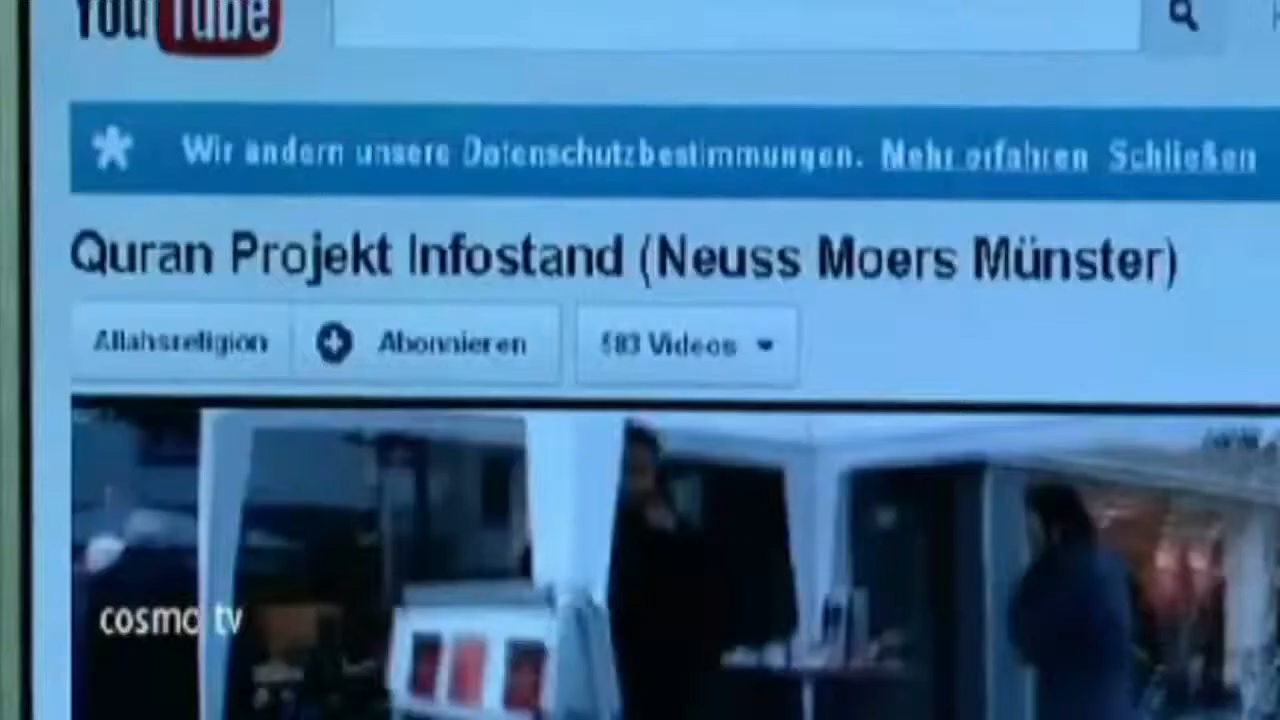 YouTube
Wir ändern unsere Datenschutzbestimmungen. Mehr erfahren Schließen
Quran Projekt Infostand (Neuss Moers Münster)
Allahsreligion Abonnieren 583 Videos
cosmo tv